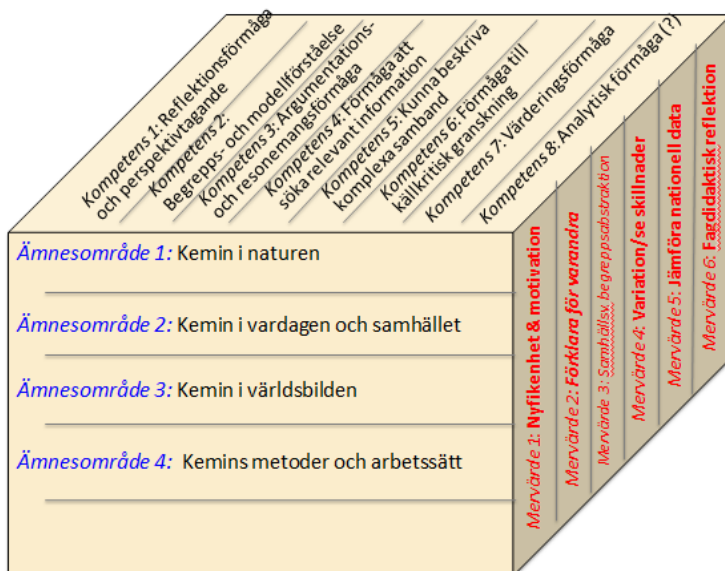 Kompetens 1: Reflektionsförmåga
och perspektivtagande
Kompetens 2:
Begrepps- och modellförståelse
Kompetens 3: Argumentations-
och resonemangsförmåga
Kompetens 4: Förmåga att
söka relevant information
Kompetens 5: Kunna beskriva
komplexa samband
Kompetens 6: Förmåga till
källkritisk granskning
Kompetens 7: Värderingsförmåga
Kompetens 8: Analytisk förmåga (?)
Ämnesområde 1: Kemin i naturen
Ämnesområde 2: Kemin i vardagen och samhället
Ämnesområde 3: Kemin i världsbilden
Ämnesområde 4: Kemins metoder och arbetssätt
Mervärde 1: Nyfikenhet & motivation
Mervärde 2: Förklara för varandra
Mervärde 3: Samhällsv. begreppsabstraktion
Mervärde 4: Variation/se skillnader
Mervärde 5: Jämföra nationell data
Mervärde 6: Fagdidaktisk reflektion